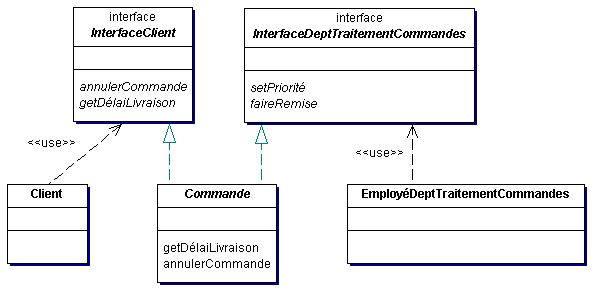 interface
InterfaceClient
annulerCommande
getDélaiLivraison
interface
InterfaceDeptTraitementCommandes
setPriorité
faireRemise
<<use>>
<<use>>
Client
Commande
getDélaiLivraison
annulerCommande
EmployéDeptTraitementCommandes